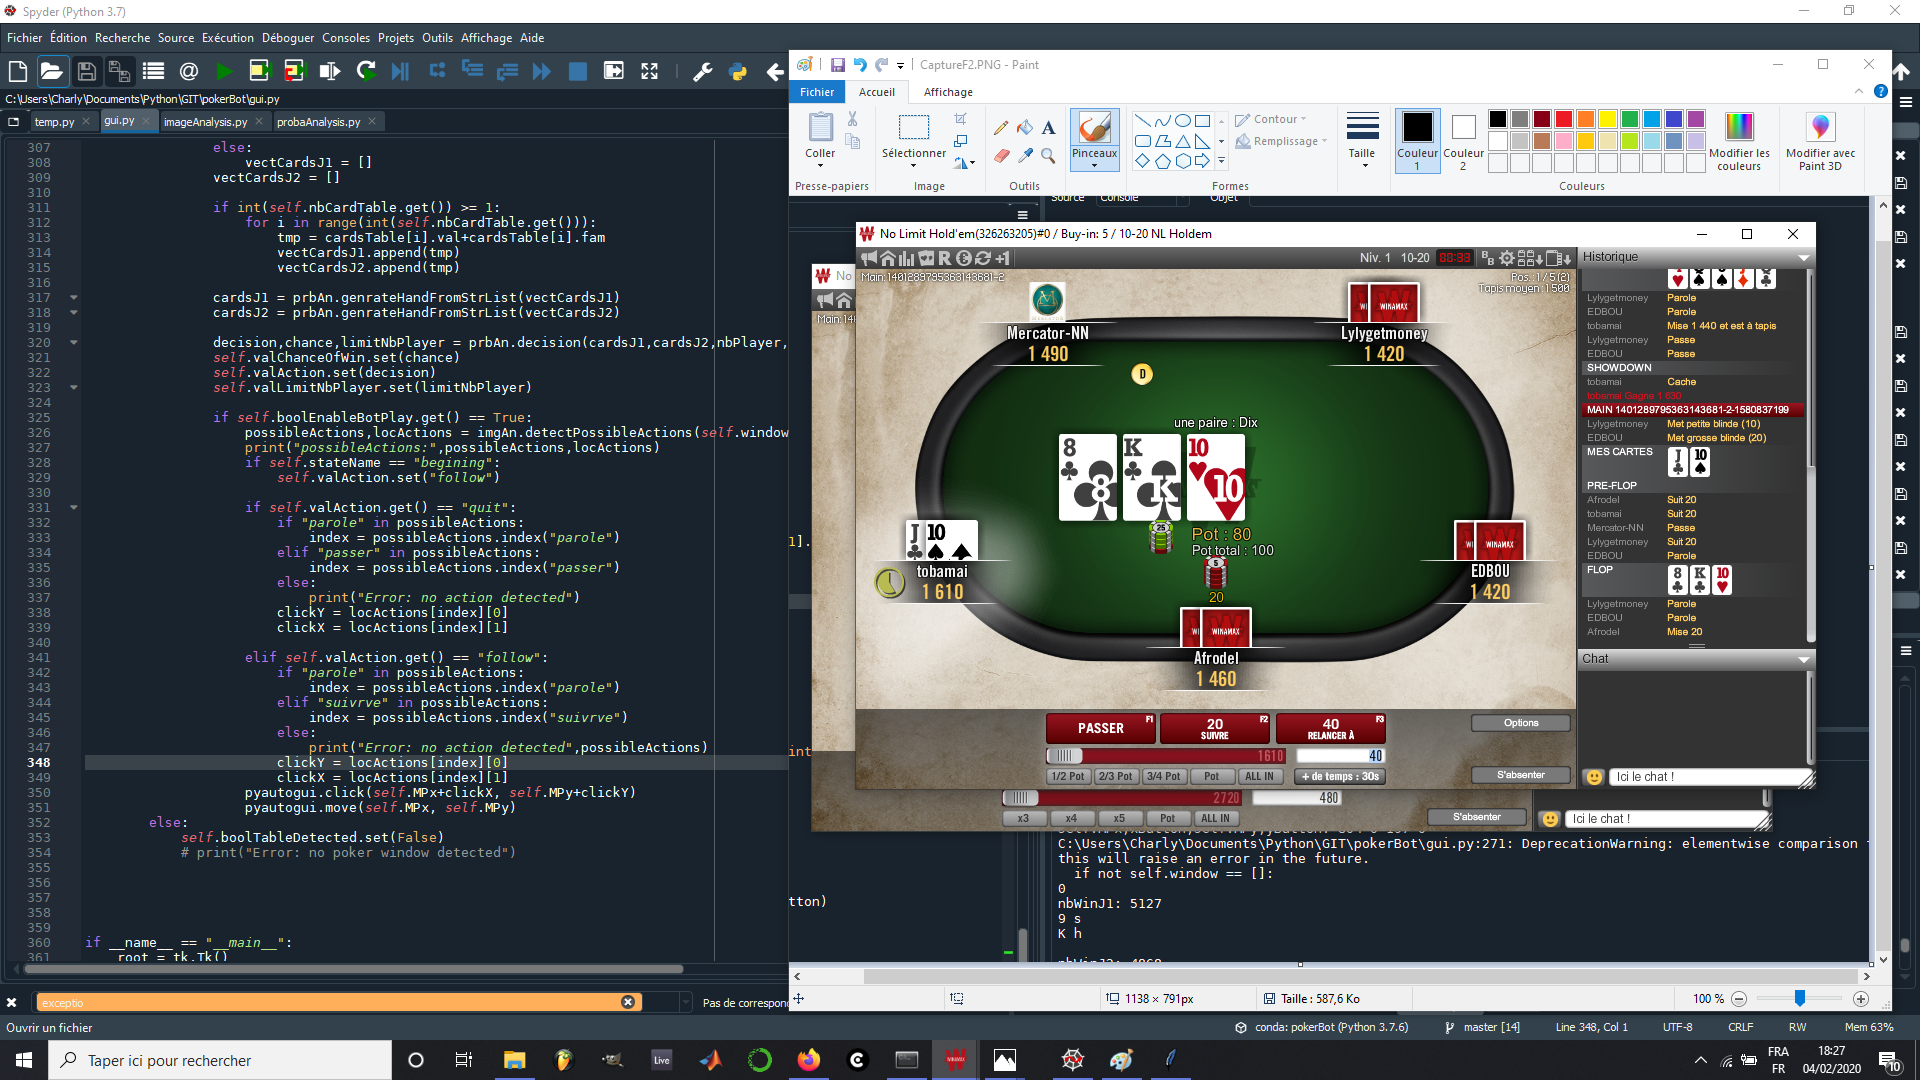 Spyder (Python 3.7)
Fichier Édition Recherche Source Exécution Déboguer Consoles Projets Outils Affichage Aide
C:\Users\Charly\Documents\Python\GIT\pokerBot\gui.py
temp.py gui.py imageAnalysis.py probaAnalysis.py
307 else:
308 vectCardsJ1 = []
309 vectCardsJ2 = []
310
311 if int(self.nbCardTable.get()) >= 1:
312 for i in range(int(self.nbCardTable.get())):
313 tmp = cardsTable[i].val+cardsTable[i].fam
314 vectCardsJ1.append(tmp)
315 vectCardsJ2.append(tmp)
316
317 cardsJ1 = prbAn.genrateHandFromStrList(vectCardsJ1)
318 cardsJ2 = prbAn.genrateHandFromStrList(vectCardsJ2)
319
320 decision,chance,limitNbPlayer = prbAn.decision(cardsJ1,cardsJ2,nbPlayer,
321 self.valChanceOfWin.set(chance)
322 self.valAction.set(decision)
323 self.valLimitNbPlayer.set(limitNbPlayer)
324
325 if self.boolEnableBotPlay.get() == True:
326 possibleActions,locActions = imgAn.detectPossibleActions(self.window
327 print("possibleActions:",possibleActions,locActions)
328 if self.stateName == "begining":
329 self.valAction.set("follow")
330
331 if self.valAction.get() == "quit":
332 if "parole" in possibleActions:
333 index = possibleActions.index("parole")
334 elif "passer" in possibleActions:
335 index = possibleActions.index("passer")
336 else:
337 print("Error: no action detected")
338 clickY = locActions[index][0]
339 clickX = locActions[index][1]
340
341 elif self.valAction.get() == "follow":
342 if "parole" in possibleActions:
343 index = possibleActions.index("parole")
344 elif "suivrve" in possibleActions:
345 index = possibleActions.index("suivrve")
346 else:
347 print("Error: no action detected",possibleActions)
348 clickY = locActions[index][0]
349 clickX = locActions[index][1]
350 pyautogui.click(self.MPx+clickX, self.MPy+clickY)
351 pyautogui.move(self.MPx, self.MPy)
352 else:
353 self.boolTableDetected.set(False)
354 # print("Error: no poker window detected")
355
356
357
358
359
360 if __name__ == "__main__":
361 root = tk.Tk()
exceptio
Pas de correspon
Ouvrir un fichier
CaptureF2.PNG - Paint
Fichier Accueil Affichage
Coller
Presse-papiers
Sélectionner
Image
Outils
Pinceaux
Contour
Remplissage
Formes
Taille
Couleur 1
Couleur 2
Modifier les couleurs
Modifier avec Paint 3D
Couleurs
Source Console Objet
No Limit Hold'em(326263205)#0 / Buy-in: 5 / 10-20 NL Holdem
Niv. 1 10-20 00:33
Main:1401289795363143681-2
Pos. 1/5(2)
Tapis moyen : 1 500
No
Main:14
Mercator-NN
1 490
Lylygetmoney
1 420
D
une paire : Dix
8 K 10
Pot : 80
Pot total : 100
J 10
tobamai
1 610
20
EDBOU
1 420
WINAMAX
Afrodel
1 460
PASSER F1
20 SUIVRE F2
40 RELANCER À F3
1610
40
1/2 Pot 2/3 Pot 3/4 Pot Pot ALL IN
+ de temps : 30s
Options
S'absenter
Historique
Lylygetmoney Parole
EDBOU Parole
tobamai Mise 1 440 et est à tapis
Lylygetmoney Passe
EDBOU Passe
SHOWDOWN
tobamai Cache
tobamai Gagne 1 630
MAIN 1401289795363143681-2-1580837199
Lylygetmoney Met petite blinde (10)
EDBOU Met grosse blinde (20)
MES CARTES J 10
PRE-FLOP
Afrodel Suit 20
tobamai Suit 20
Mercator-NN Passe
Lylygetmoney Suit 20
EDBOU Parole
FLOP 8 K 10
Lylygetmoney Parole
EDBOU Parole
Afrodel Mise 20
Chat
Ici le chat !
2720
480
x3 x4 x5 Pot ALL IN
S'absenter
Ici le chat !
1].
int
tton)
C:\Users\Charly\Documents\Python\GIT\pokerBot\gui.py:271: DeprecationWarning: elementwise comparison
this will raise an error in the future.
if not self.window == []:
0
nbWinJ1: 5127
9 s
K h
1138 × 791px
Taille : 587,6 Ko
100 %
conda: pokerBot (Python 3.7.6) master [14] Line 348, Col 1 UTF-8 CRLF RW Mem 63%
Taper ici pour rechercher
Live
FRA
FR
18:27
04/02/2020
10